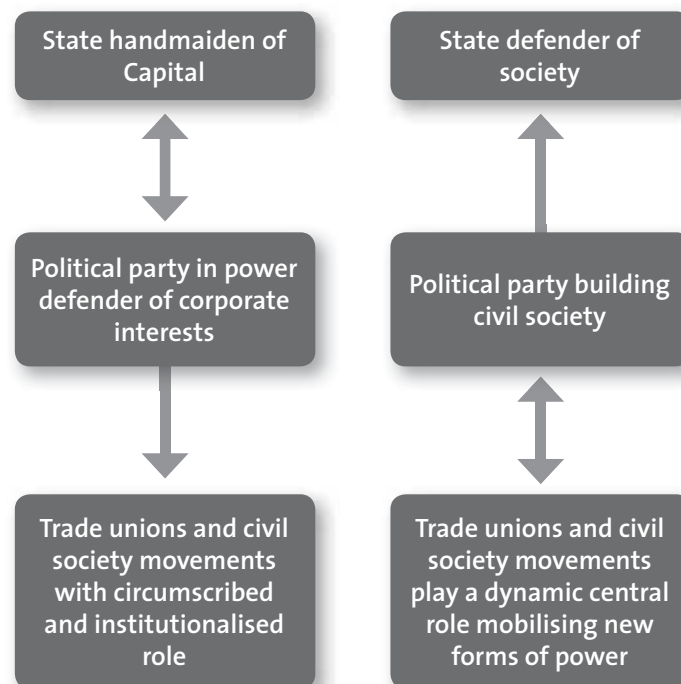 State handmaiden of
Capital
State defender of
society
Political party in power
defender of corporate
interests
Political party building
civil society
Trade unions and civil
society movements
with circumscribed
and institutionalised
role
Trade unions and civil
society movements
play a dynamic central
role mobilising new
forms of power